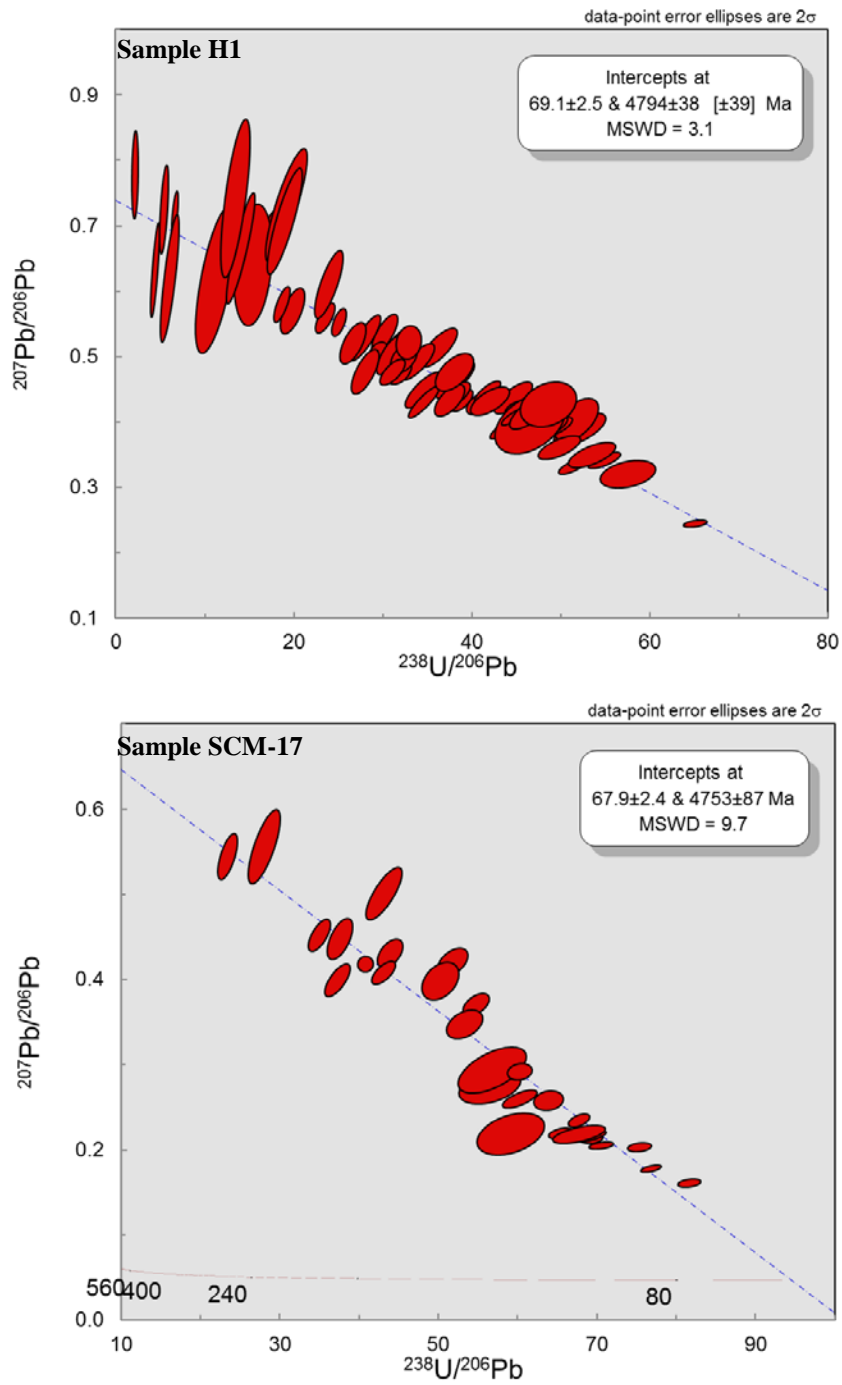 data-point error ellipses are 2σ
Sample H1
Intercepts at
69.1±2.5 & 4794±38 [±39] Ma
MSWD = 3.1
0.9
0.7
0.5
0.3
0.1
207Pb/206Pb
0 20 40 60 80
238U/206Pb
data-point error ellipses are 2σ
Sample SCM-17
Intercepts at
67.9±2.4 & 4753±87 Ma
MSWD = 9.7
0.6
0.4
0.2
0.0
207Pb/206Pb
560 400 240 80
10 30 50 70 90
238U/206Pb